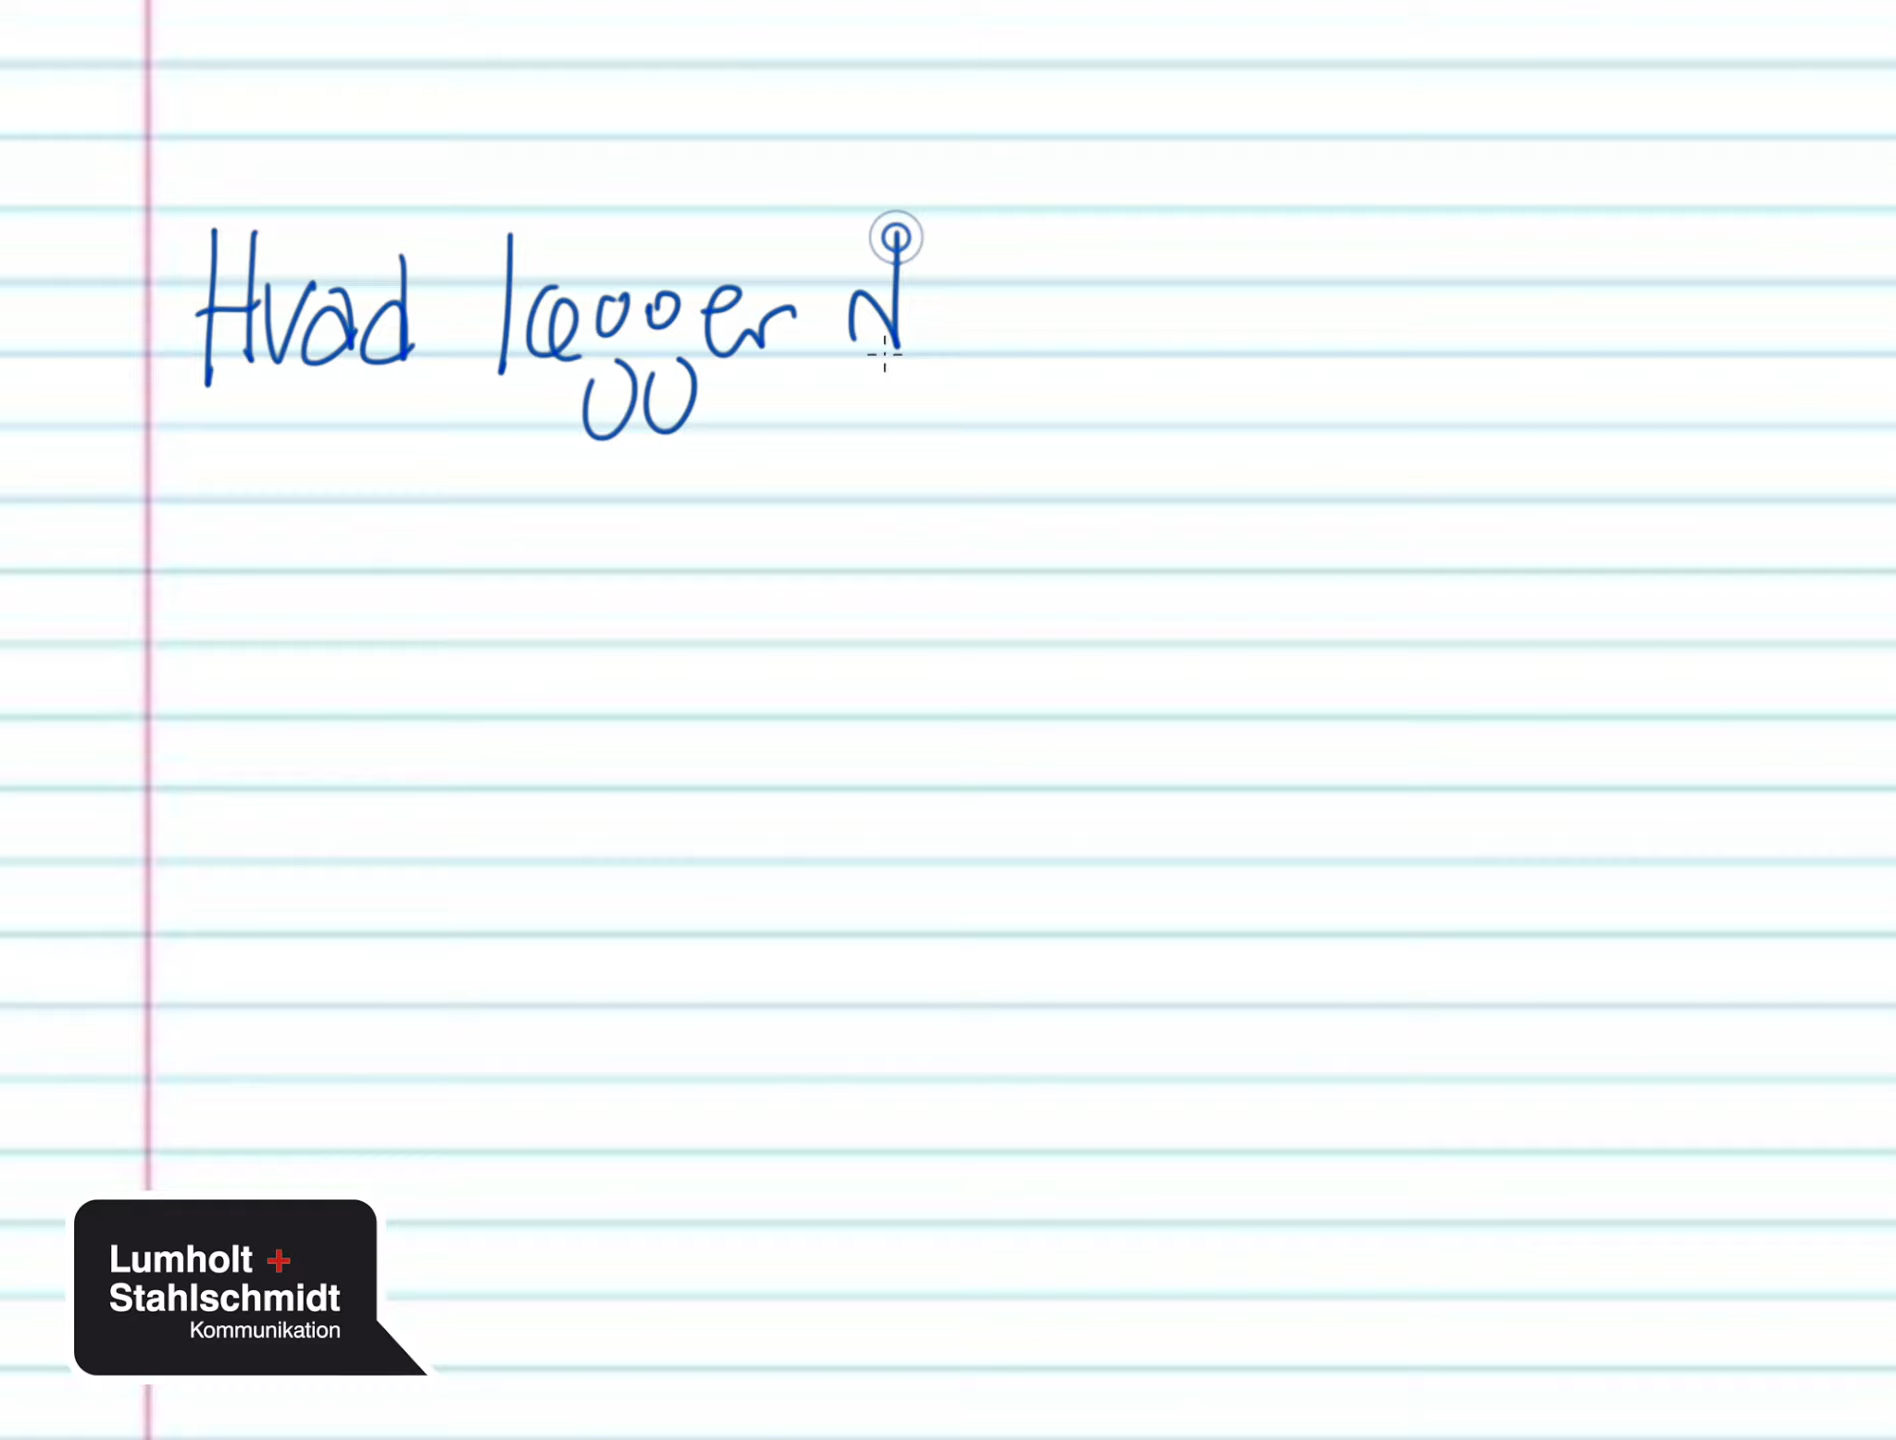 Hvad lægger
Lumholt +
Stahlschmidt
Kommunikation